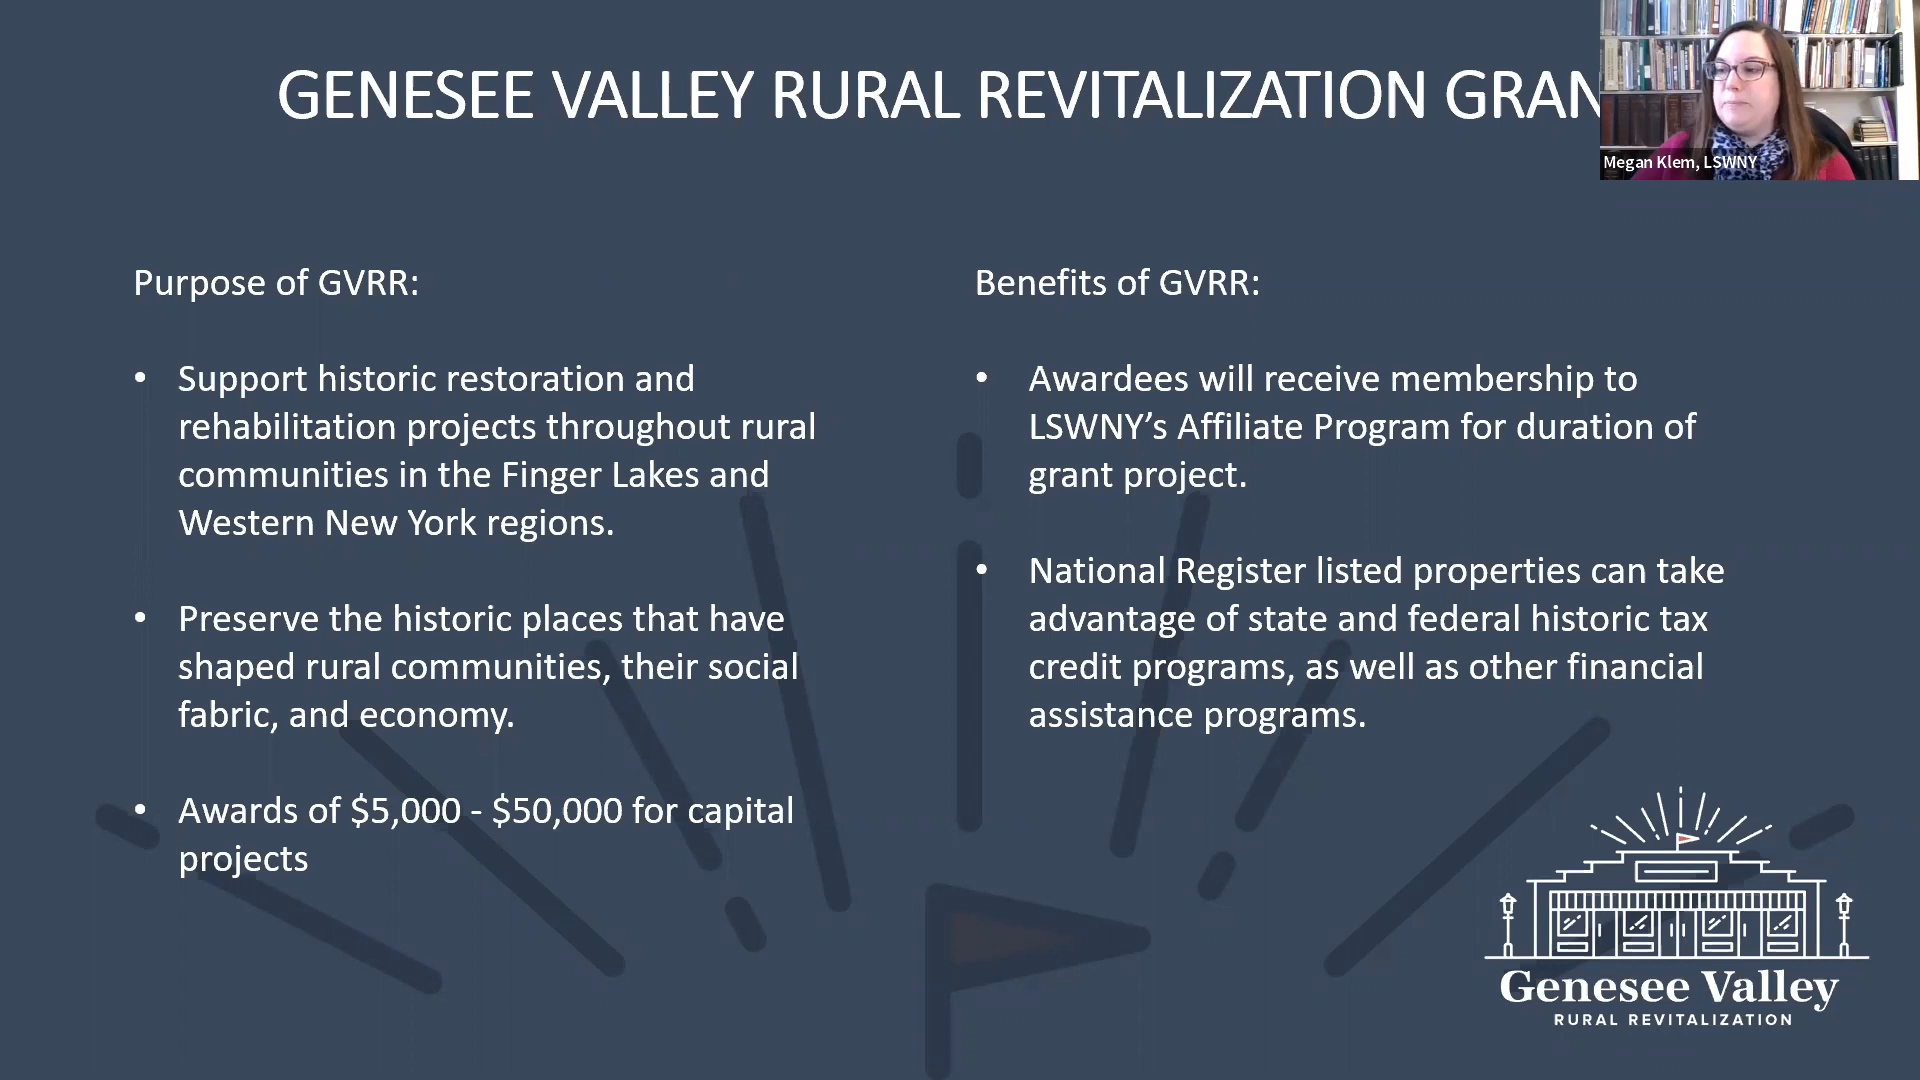 GENESEE VALLEY RURAL REVITALIZATION GRAN
Megan Klem, LSWNY
Purpose of GVRR:
• Support historic restoration and
rehabilitation projects throughout rural
communities in the Finger Lakes and
Western New York regions.
• Preserve the historic places that have
shaped rural communities, their social
fabric, and economy.
• Awards of $5,000 - $50,000 for capital
projects
Benefits of GVRR:
• Awardees will receive membership to
LSWNY’s Affiliate Program for duration of
grant project.
• National Register listed properties can take
advantage of state and federal historic tax
credit programs, as well as other financial
assistance programs.
Genesee Valley
RURAL REVITALIZATION